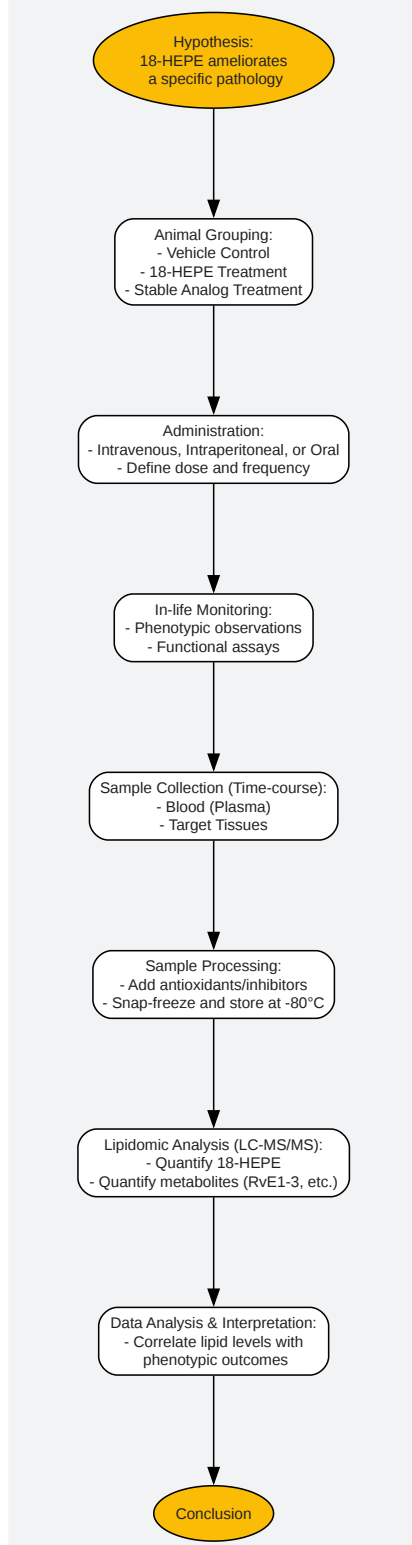 Hypothesis:
18-HEPE ameliorates
a specific pathology
Animal Grouping:
- Vehicle Control
- 18-HEPE Treatment
- Stable Analog Treatment
Administration:
- Intravenous, Intraperitoneal, or Oral
- Define dose and frequency
In-life Monitoring:
- Phenotypic observations
- Functional assays
Sample Collection (Time-course):
- Blood (Plasma)
- Target Tissues
Sample Processing:
- Add antioxidants/inhibitors
- Snap-freeze and store at -80°C
Lipidomic Analysis (LC-MS/MS):
- Quantify 18-HEPE
- Quantify metabolites (RvE1-3, etc.)
Data Analysis & Interpretation:
- Correlate lipid levels with
phenotypic outcomes
Conclusion